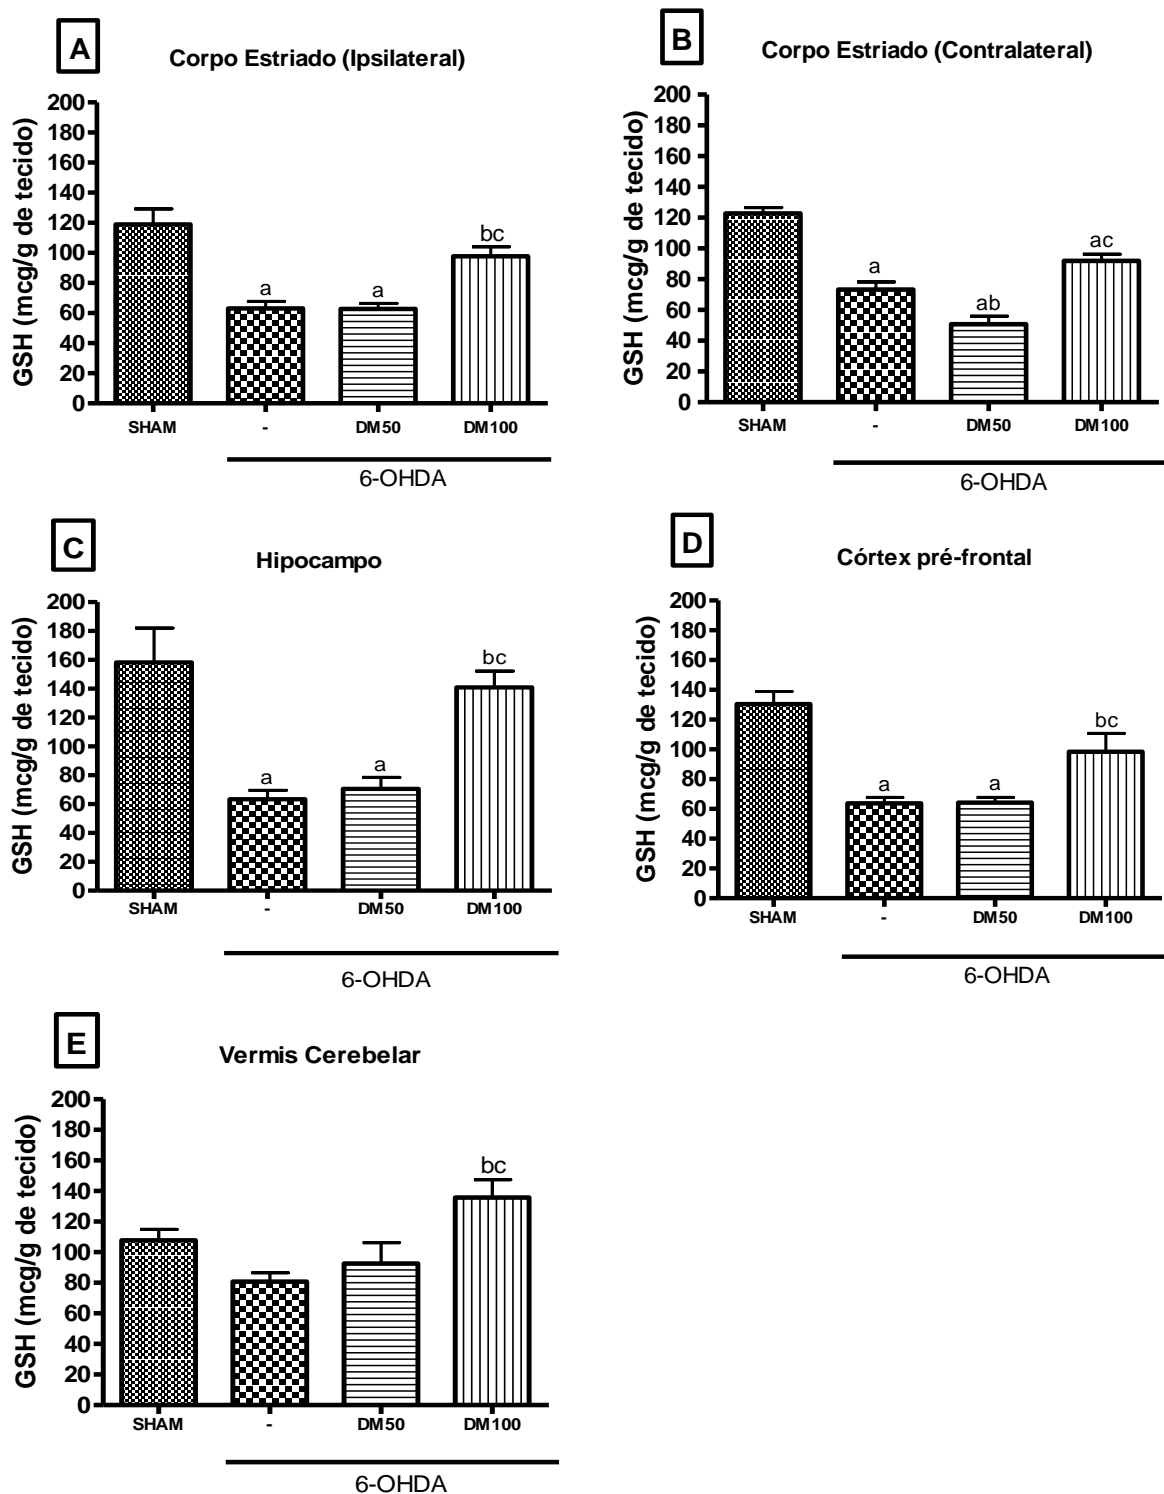 A
Corpo Estriado (Ipsilateral)
GSH (mcg/g de tecido)
200
180
160
140
120
100
80
60
40
20
0
a
a
bc
SHAM
-
DM50
DM100
6-OHDA
B
Corpo Estriado (Contralateral)
GSH (mcg/g de tecido)
200
180
160
140
120
100
80
60
40
20
0
a
ab
ac
SHAM
-
DM50
DM100
6-OHDA
C
Hipocampo
GSH (mcg/g de tecido)
200
180
160
140
120
100
80
60
40
20
0
a
a
bc
SHAM
-
DM50
DM100
6-OHDA
D
Córtex pré-frontal
GSH (mcg/g de tecido)
200
180
160
140
120
100
80
60
40
20
0
a
a
bc
SHAM
-
DM50
DM100
6-OHDA
E
Vermis Cerebelar
GSH (mcg/g de tecido)
200
180
160
140
120
100
80
60
40
20
0
bc
SHAM
-
DM50
DM100
6-OHDA